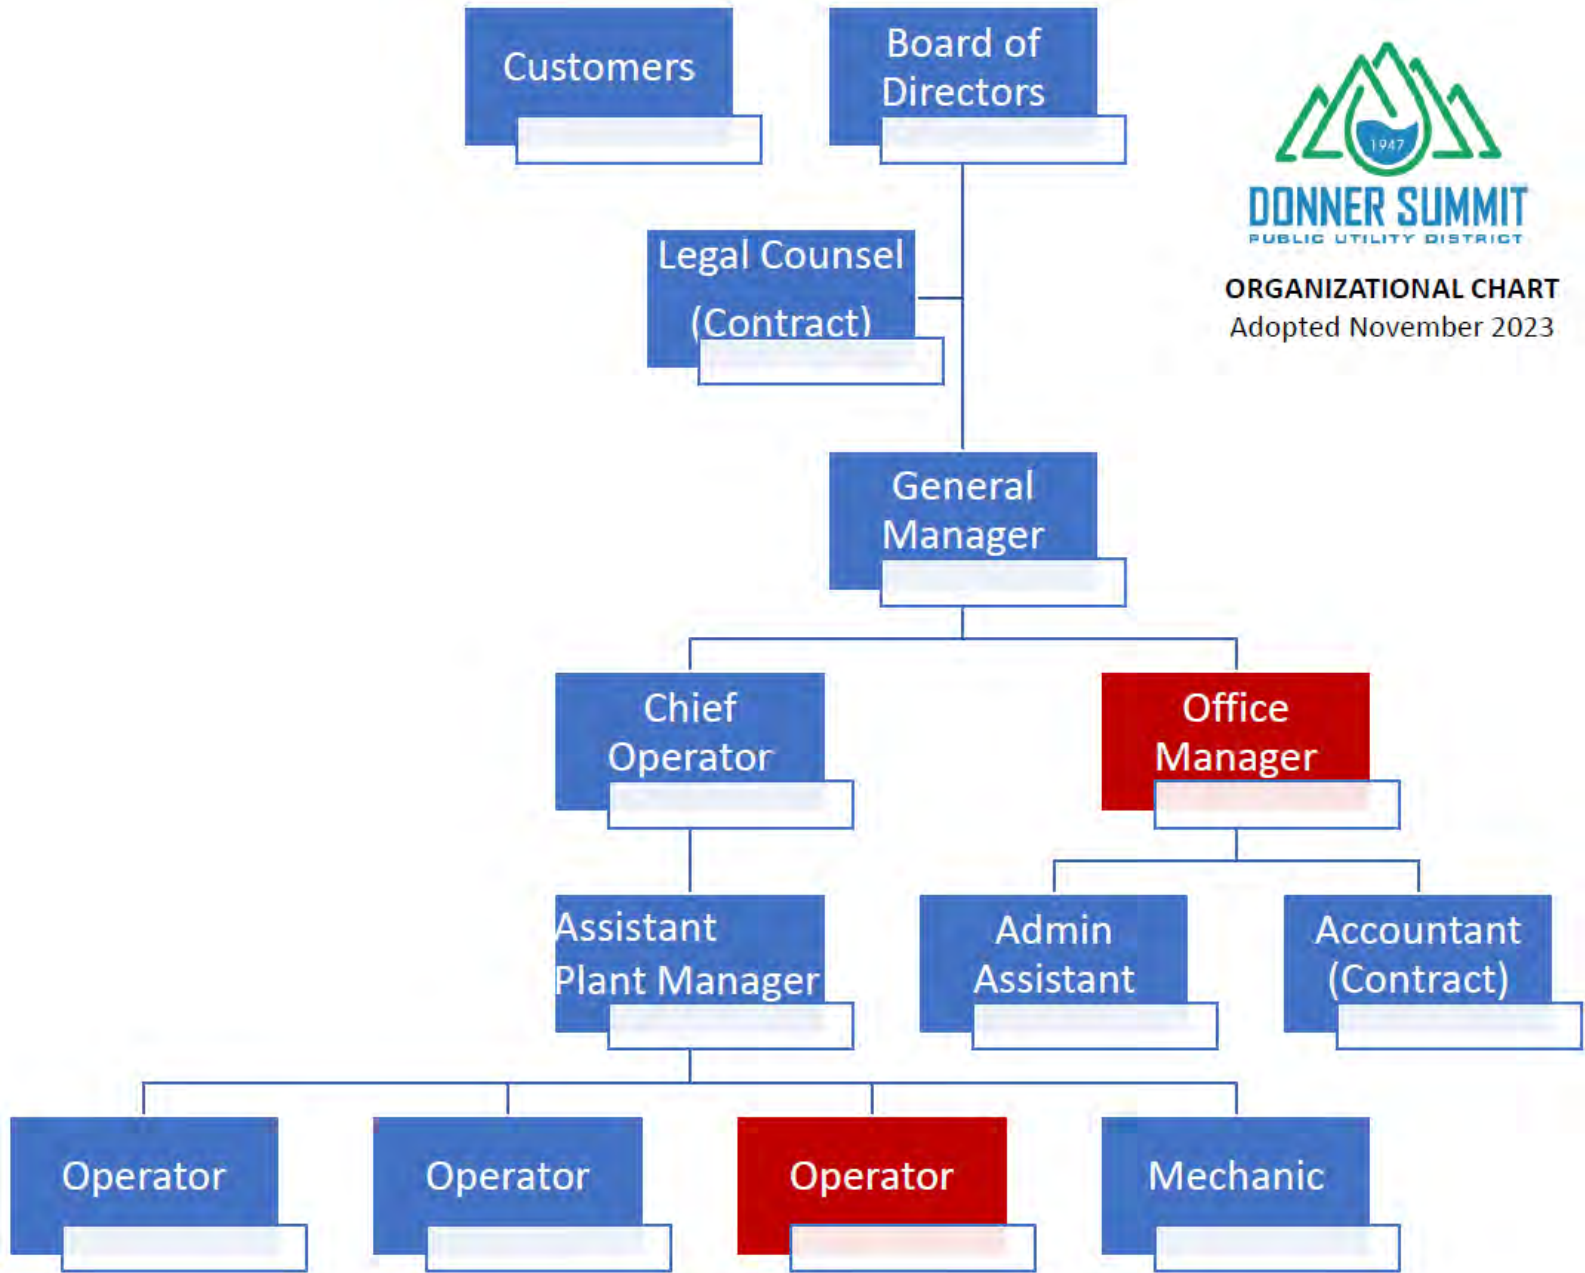 Customers
Board of
Directors
1947
DONNER SUMMIT
PUBLIC UTILITY DISTRICT
ORGANIZATIONAL CHART
Adopted November 2023
Legal Counsel
(Contract)
General
Manager
Chief
Operator
Office
Manager
Assistant
Plant Manager
Admin
Assistant
Accountant
(Contract)
Operator
Operator
Operator
Mechanic